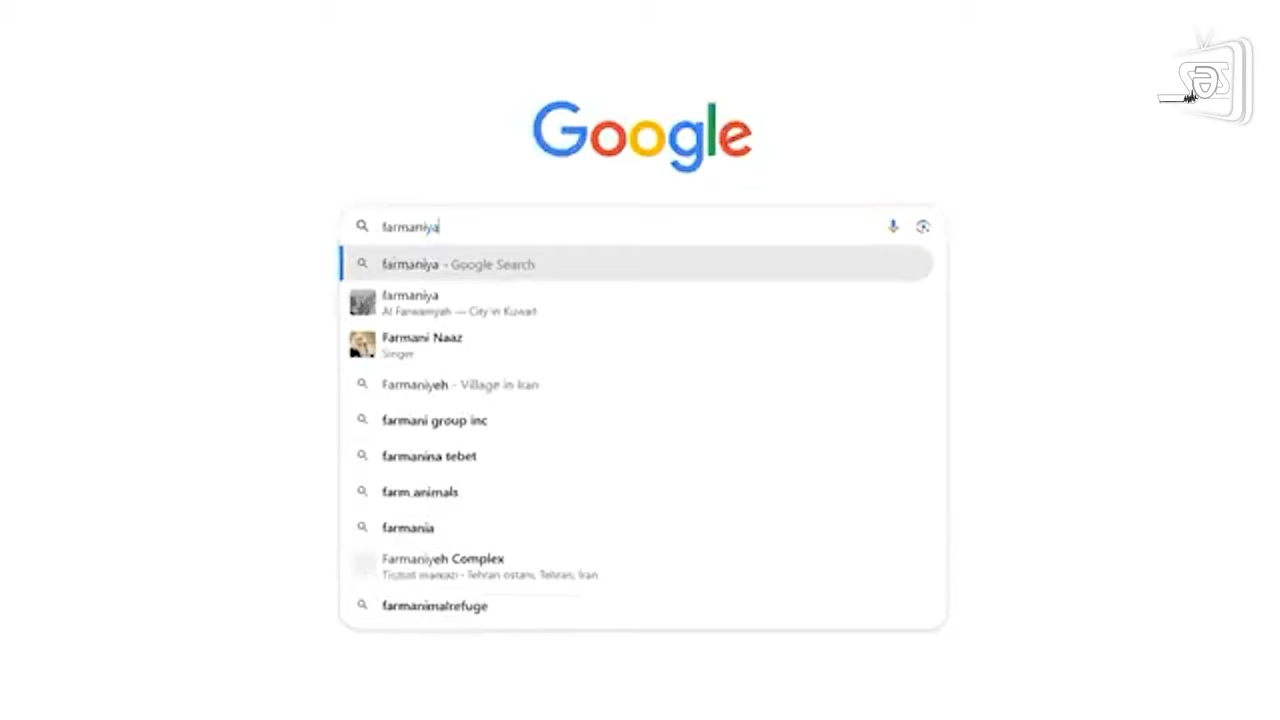 Google
farmaniya
farmaniya - Google Search
farmaniya
Al Farwaniyah — City in Kuwait
Farmani Naaz
Singer
Farmaniyeh - Village in Iran
farmani group inc
farmanina tebet
farm.animals
farmania
Farmaniyeh Complex
Tehran ostani, Tehran, Iran
farmanimalrefuge